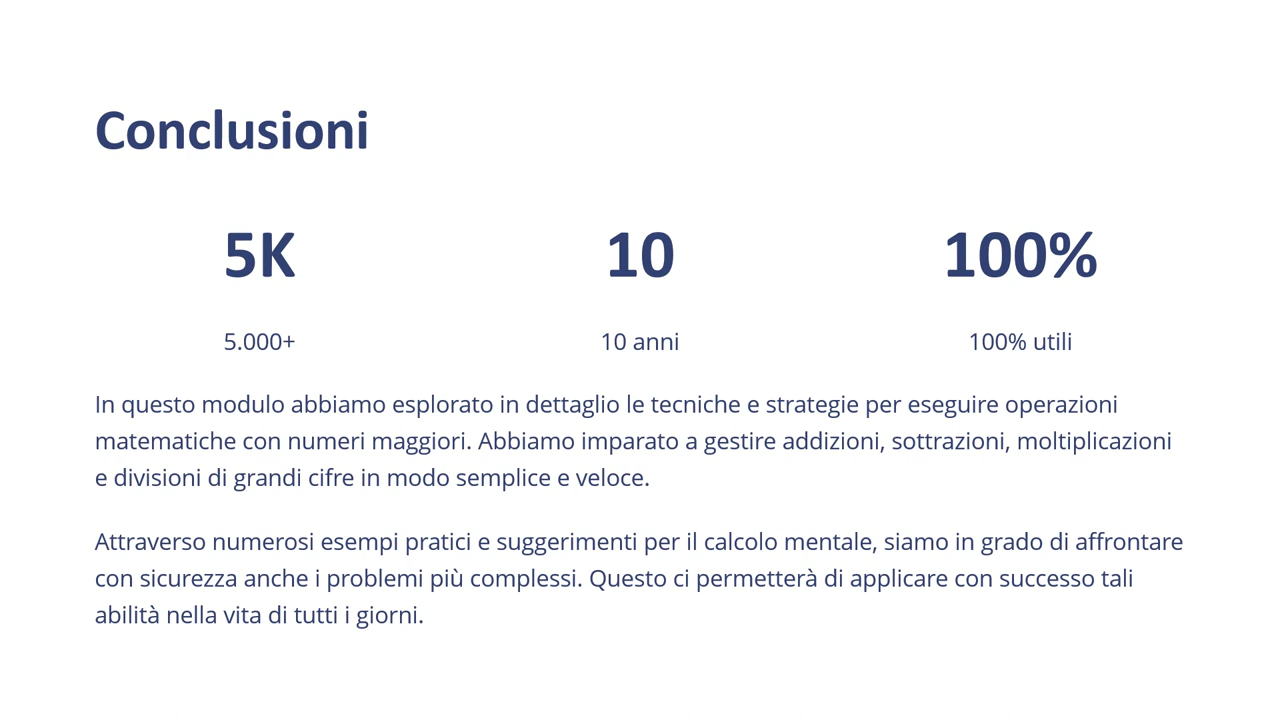 Conclusioni
5K
10
100%
5.000+
10 anni
100% utili
In questo modulo abbiamo esplorato in dettaglio le tecniche e strategie per eseguire operazioni
matematiche con numeri maggiori. Abbiamo imparato a gestire addizioni, sottrazioni, moltiplicazioni
e divisioni di grandi cifre in modo semplice e veloce.
Attraverso numerosi esempi pratici e suggerimenti per il calcolo mentale, siamo in grado di affrontare
con sicurezza anche i problemi più complessi. Questo ci permetterà di applicare con successo tali
abilità nella vita di tutti i giorni.